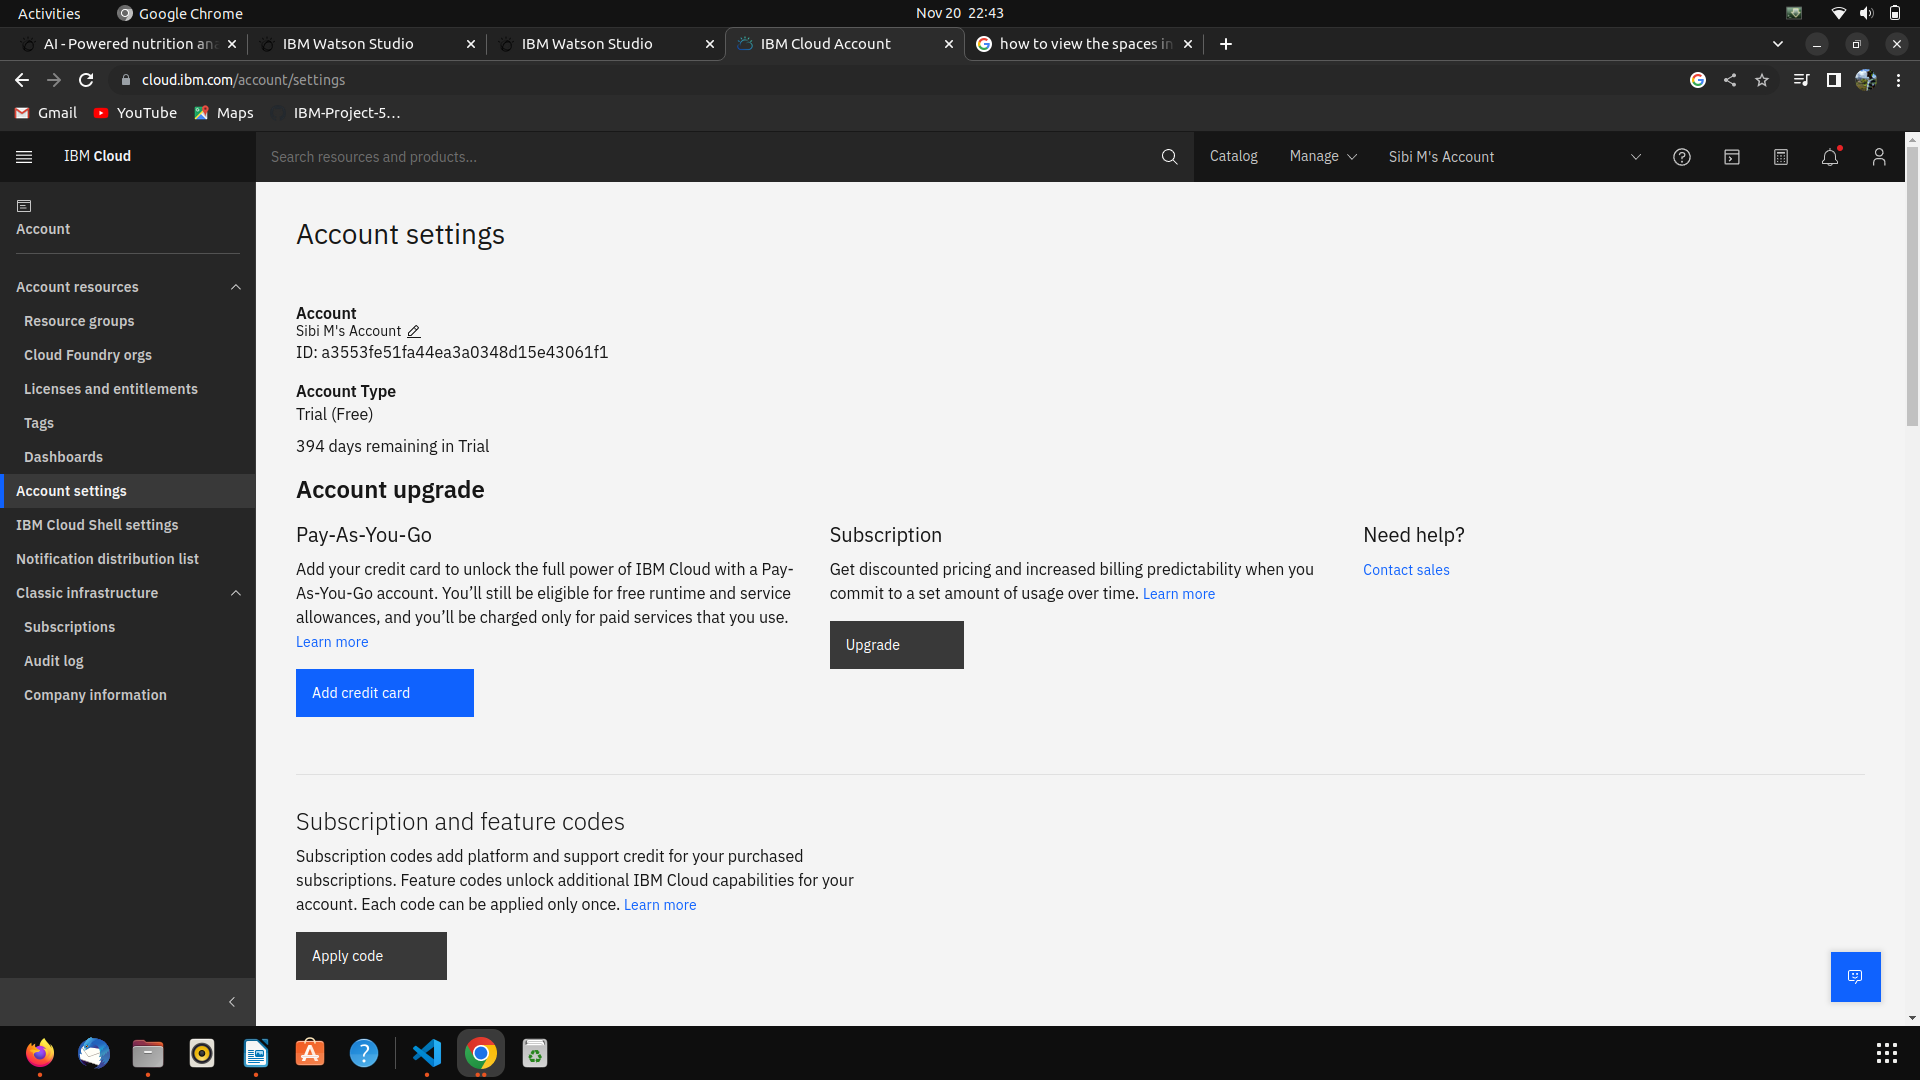 Activities
Google Chrome
Nov 20 22:43
AI - Powered nutrition an
IBM Watson Studio
IBM Watson Studio
IBM Cloud Account
how to view the spaces in
cloud.ibm.com/account/settings
Gmail
YouTube
Maps
IBM-Project-5...
IBM Cloud
Search resources and products...
Catalog
Manage
Sibi M's Account
Account
Account resources
Resource groups
Cloud Foundry orgs
Licenses and entitlements
Tags
Dashboards
Account settings
IBM Cloud Shell settings
Notification distribution list
Classic infrastructure
Subscriptions
Audit log
Company information
Account settings
Account
Sibi M's Account
ID: a3553fe51fa44ea3a0348d15e43061f1
Account Type
Trial (Free)
394 days remaining in Trial
Account upgrade
Pay-As-You-Go
Add your credit card to unlock the full power of IBM Cloud with a Pay-
As-You-Go account. You’ll still be eligible for free runtime and service
allowances, and you’ll be charged only for paid services that you use.
Learn more
Add credit card
Subscription
Get discounted pricing and increased billing predictability when you
commit to a set amount of usage over time. Learn more
Upgrade
Need help?
Contact sales
Subscription and feature codes
Subscription codes add platform and support credit for your purchased
subscriptions. Feature codes unlock additional IBM Cloud capabilities for your
account. Each code can be applied only once. Learn more
Apply code